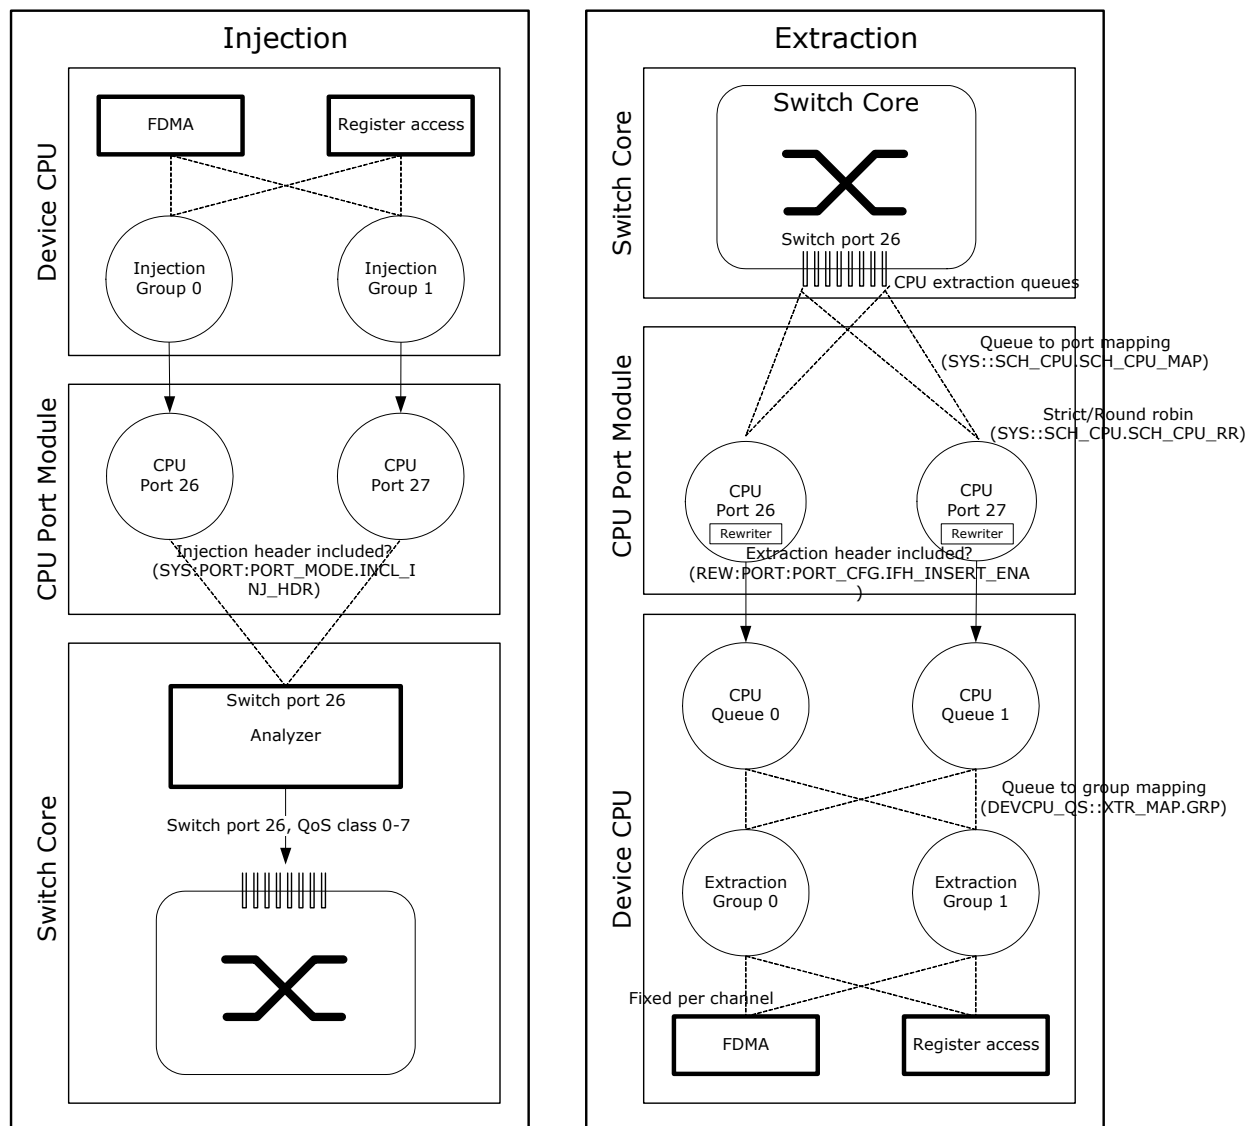 Injection
Device CPU
FDMA
Register access
Injection
Group 0
Injection
Group 1
CPU Port Module
CPU
Port 26
CPU
Port 27
Injection header included?
(SYS:PORT:PORT_MODE.INCL_I
NJ_HDR)
Switch Core
Switch port 26
Analyzer
Switch port 26, QoS class 0-7
Extraction
Switch Core
Switch Core
Switch port 26
CPU extraction queues
CPU Port Module
Queue to port mapping
(SYS::SCH_CPU.SCH_CPU_MAP)
Strict/Round robin
(SYS::SCH_CPU.SCH_CPU_RR)
CPU
Port 26
Rewriter
CPU
Port 27
Rewriter
Extraction header included?
(REW:PORT:PORT_CFG.IFH_INSERT_ENA
)
Device CPU
CPU
Queue 0
CPU
Queue 1
Queue to group mapping
(DEVCPU_QS::XTR_MAP.GRP)
Extraction
Group 0
Extraction
Group 1
Fixed per channel
FDMA
Register access